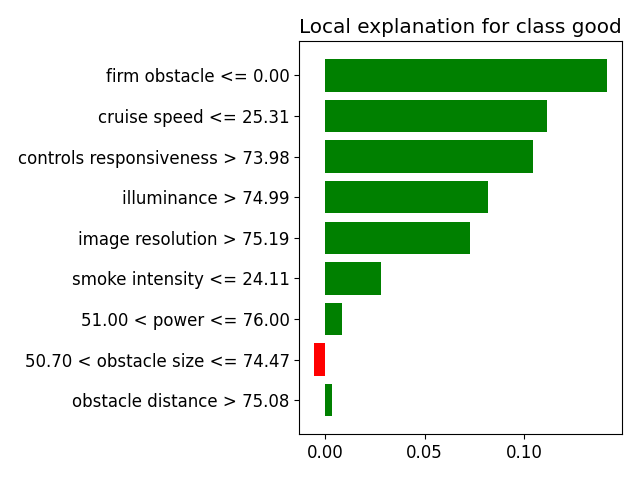 Local explanation for class good
firm obstacle <= 0.00
cruise speed <= 25.31
controls responsiveness > 73.98
illuminance > 74.99
image resolution > 75.19
smoke intensity <= 24.11
51.00 < power <= 76.00
50.70 < obstacle size <= 74.47
obstacle distance > 75.08
0.00 0.05 0.10